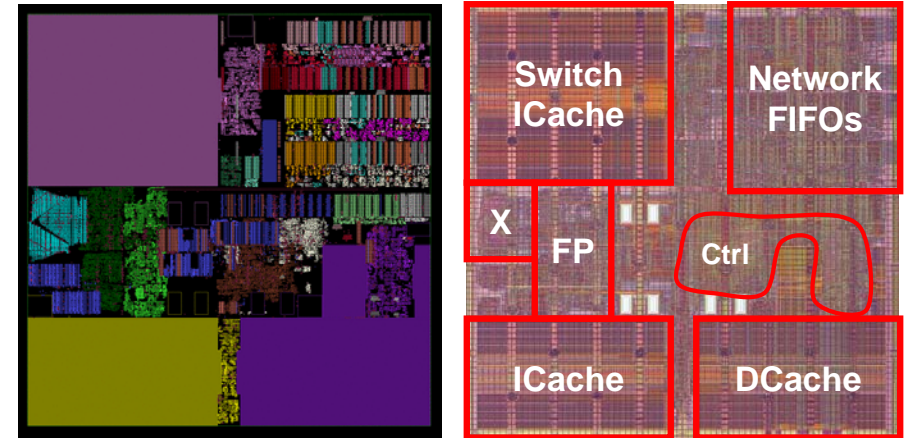 Switch
ICache
Network
FIFOs
X
FP
Ctrl
ICache
DCache